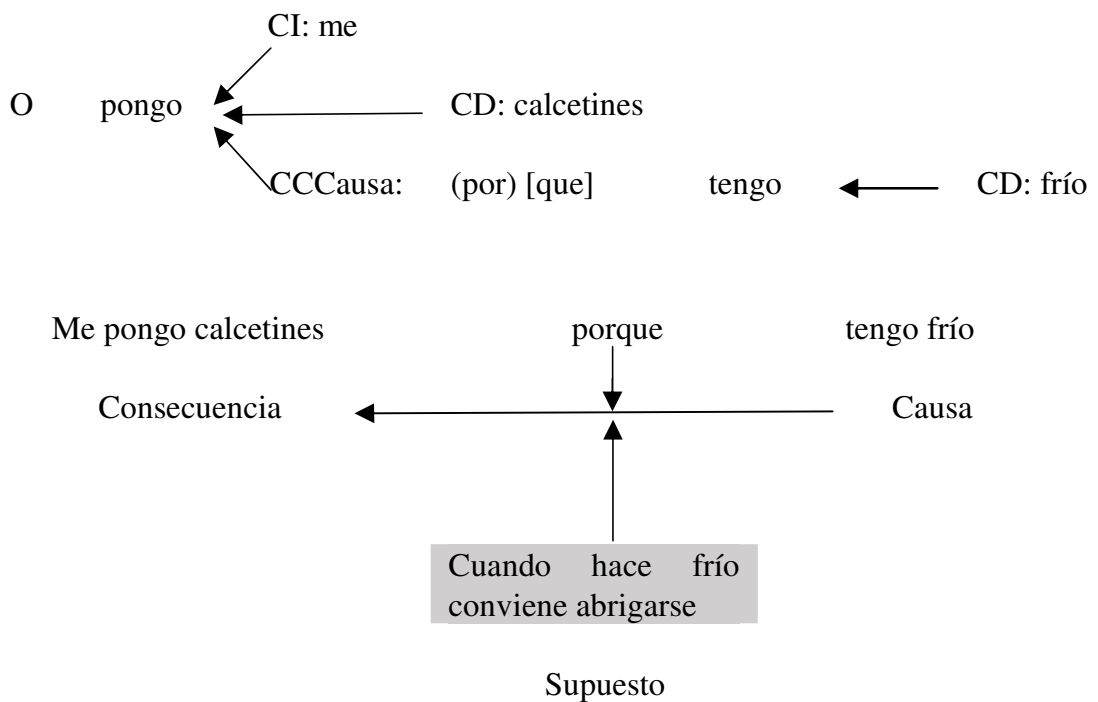 CI: me
O pongo CD: calcetines
CCCausa: (por) [que] tengo CD: frío
Me pongo calcetines porque tengo frío
Consecuencia Causa
Cuando hace frío
conviene abrigarse
Supuesto